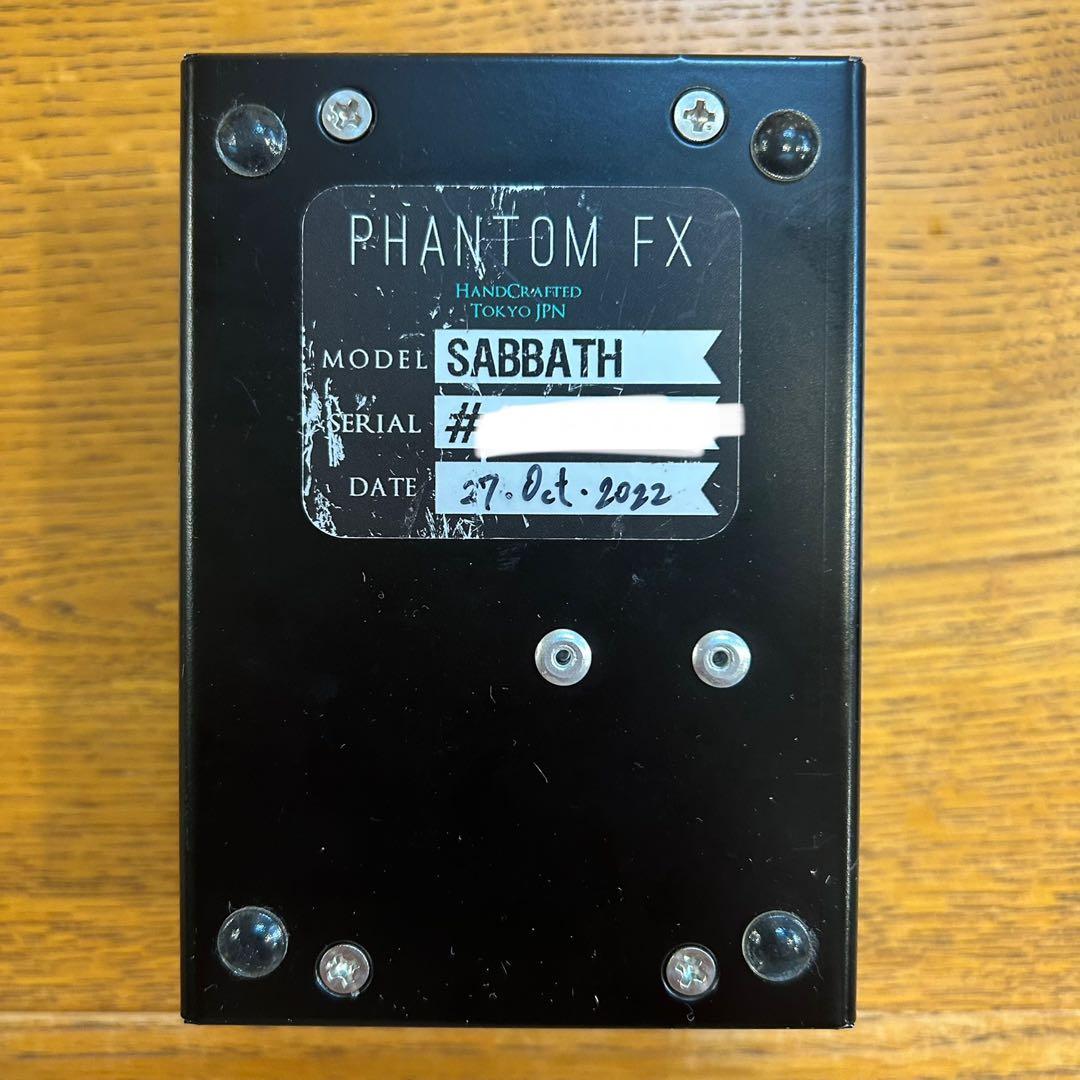 PHANTOM FX
HANDCRAFTED
TOKYO JPN
MODEL SABBATH
SERIAL #
DATE 27. Oct. 2022